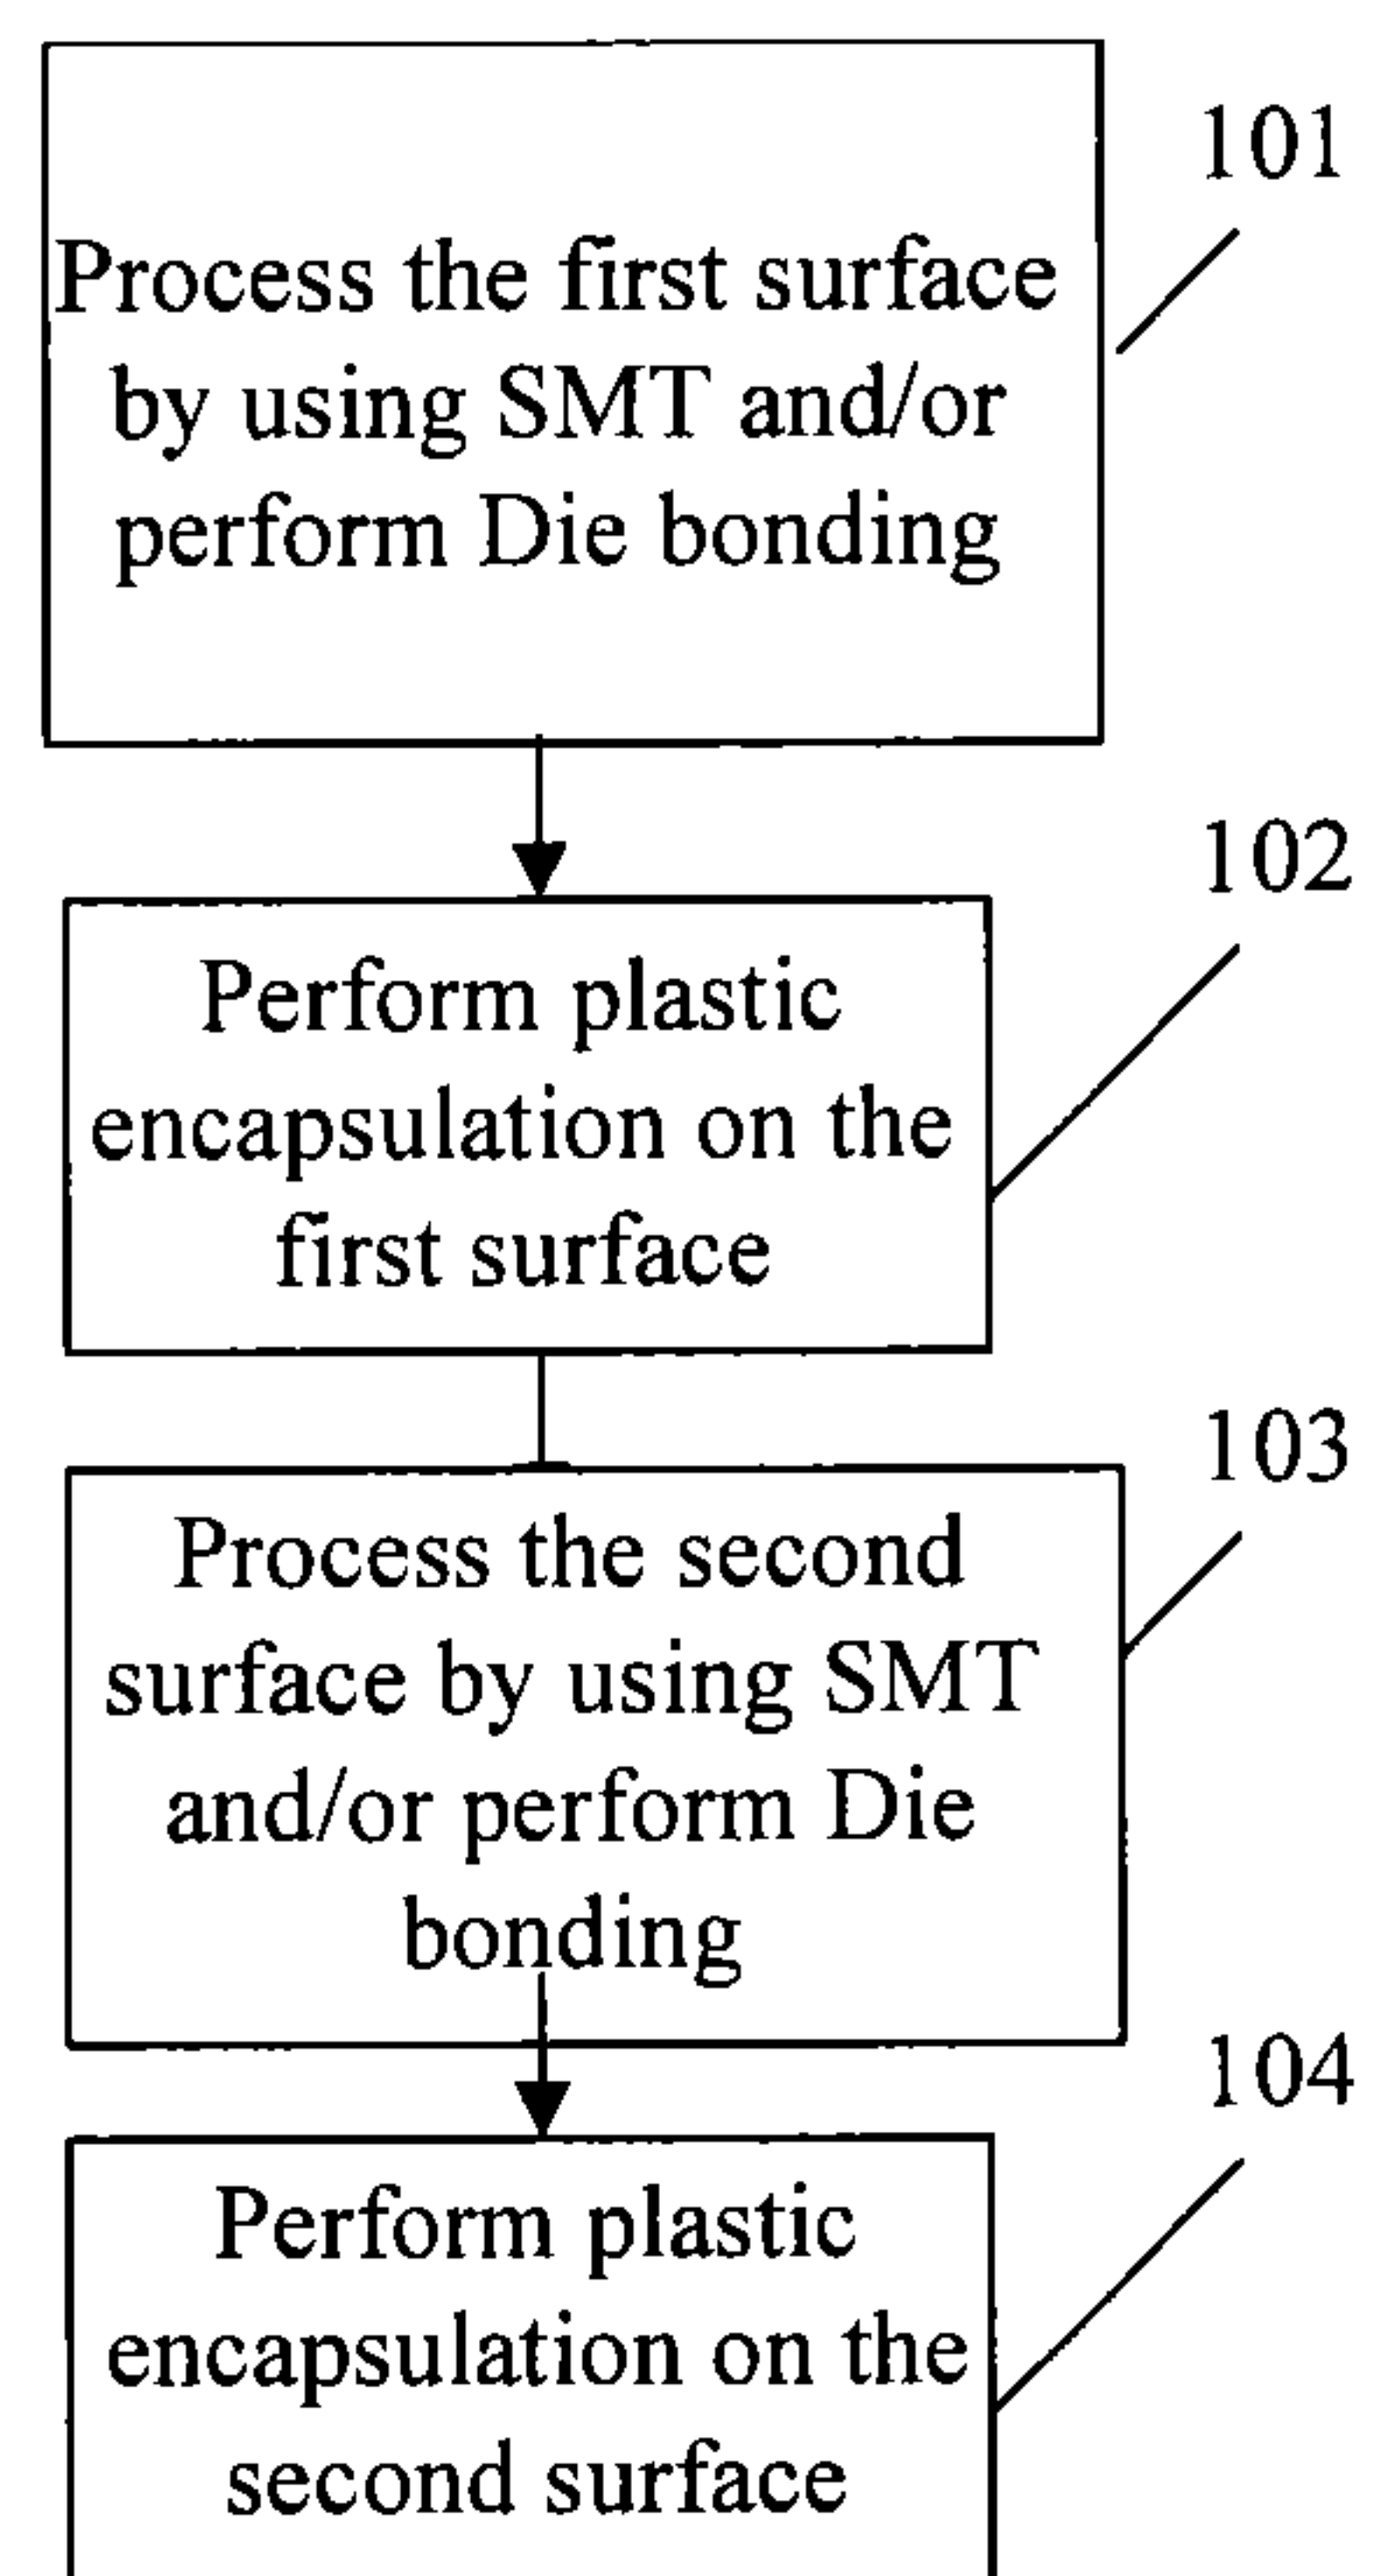 101
Process the first surface
by using SMT and/or
perform Die bonding
102
Perform plastic
encapsulation on the
first surface
103
Process the second
surface by using SMT
and/or perform Die
bonding
104
Perform plastic
encapsulation on the
second surface